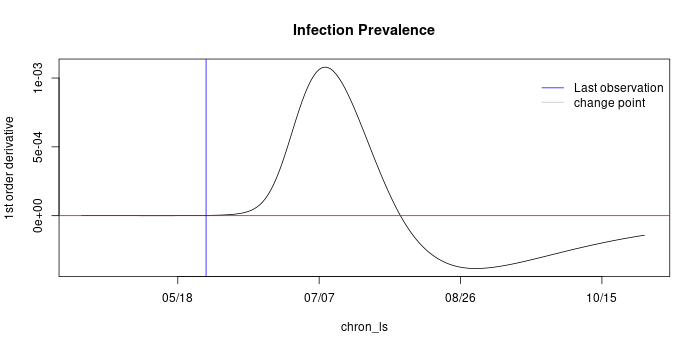 Infection Prevalence
1st order derivative
1e-03
5e-04
0e+00
Last observation
change point
05/18
07/07
08/26
10/15
chron_ls